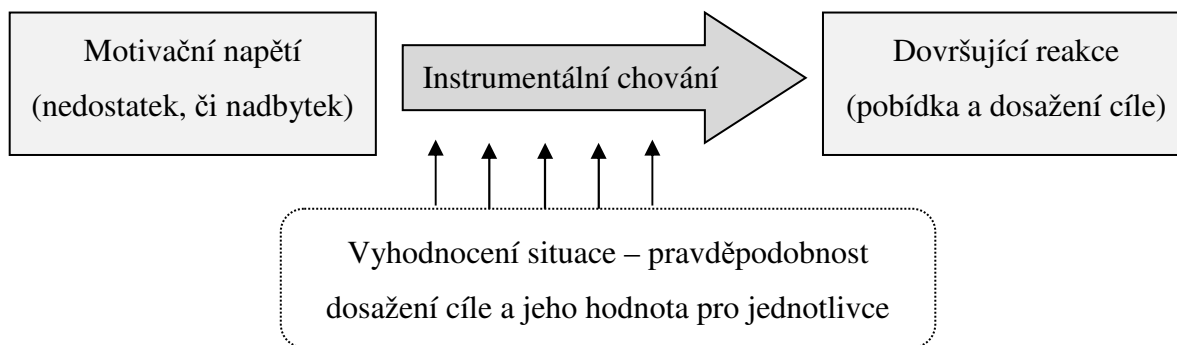 Motivační napětí
(nedostatek, či nadbytek)
Instrumentální chování
Dovršující reakce
(pobídka a dosažení cíle)
Vyhodnocení situace – pravděpodobnost
dosažení cíle a jeho hodnota pro jednotlivce